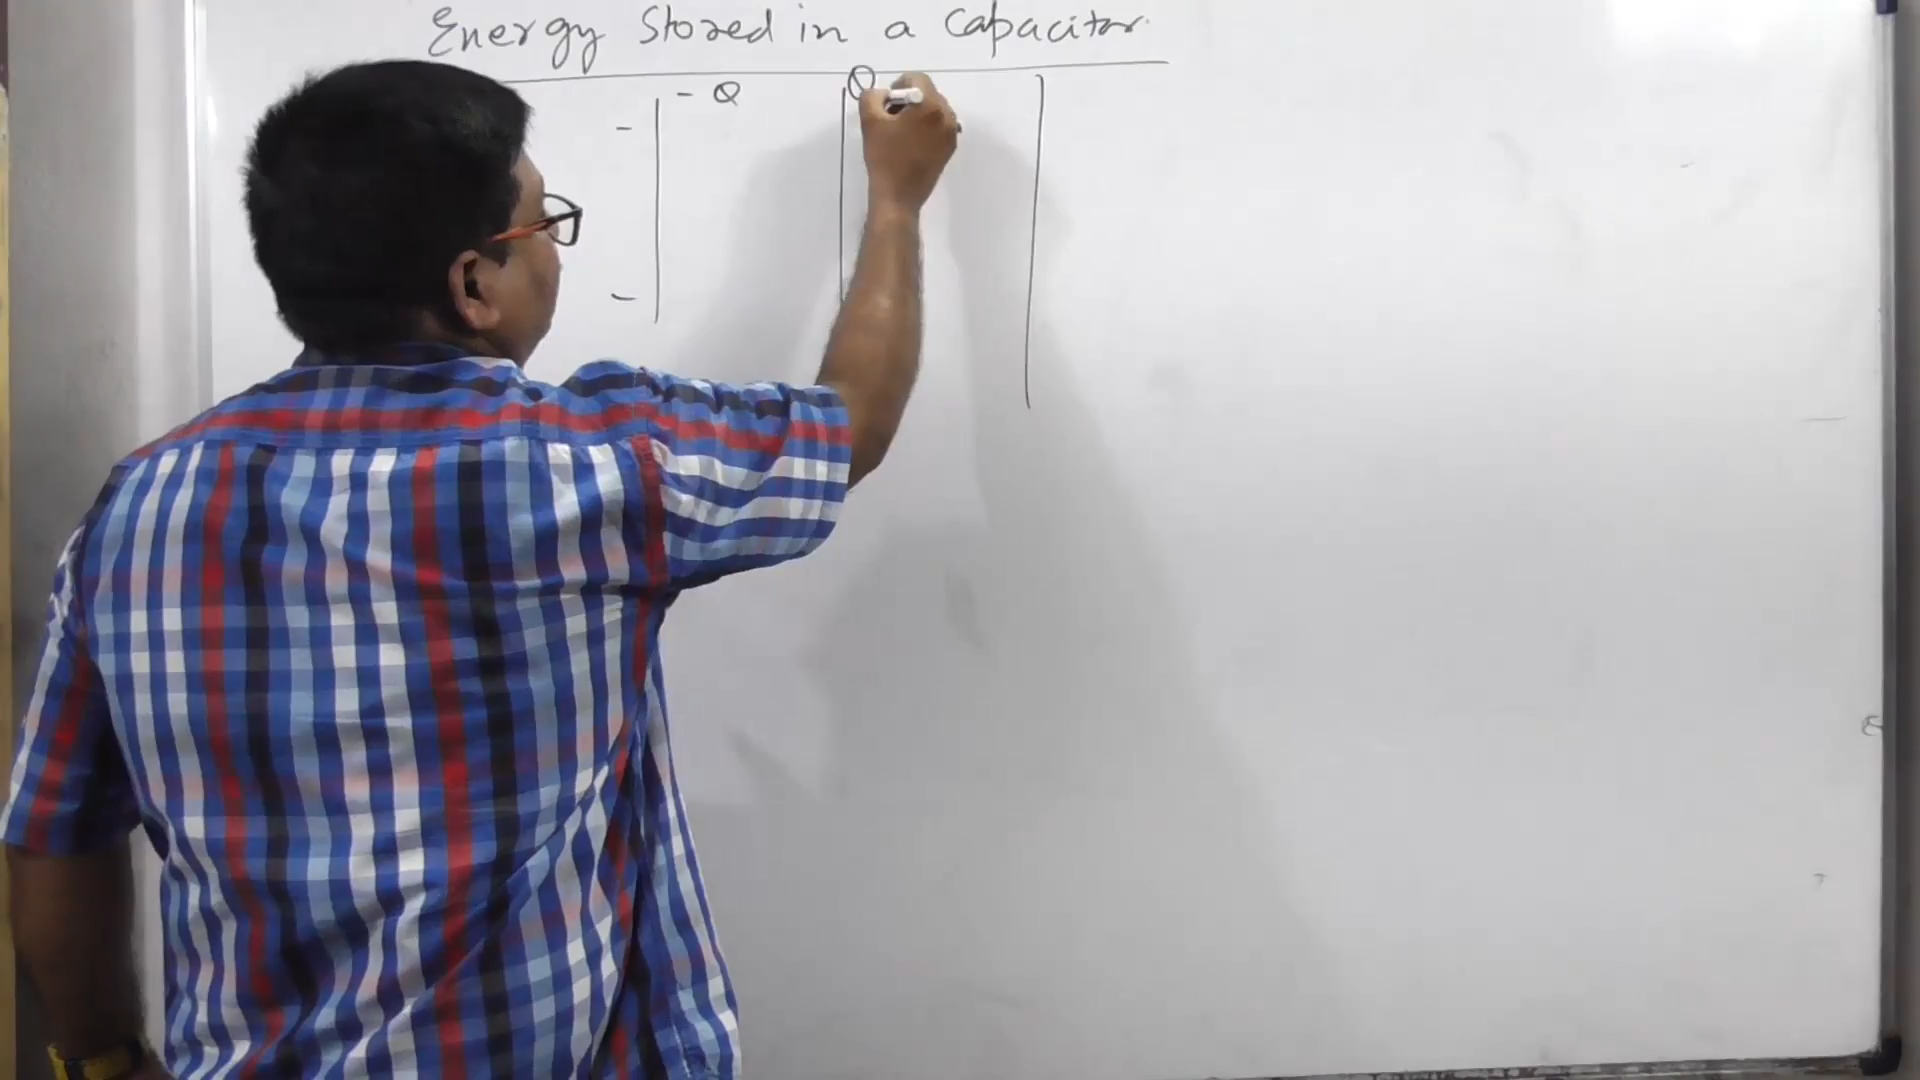 Energy Stored in a Capacitor
- Q Q
-
-